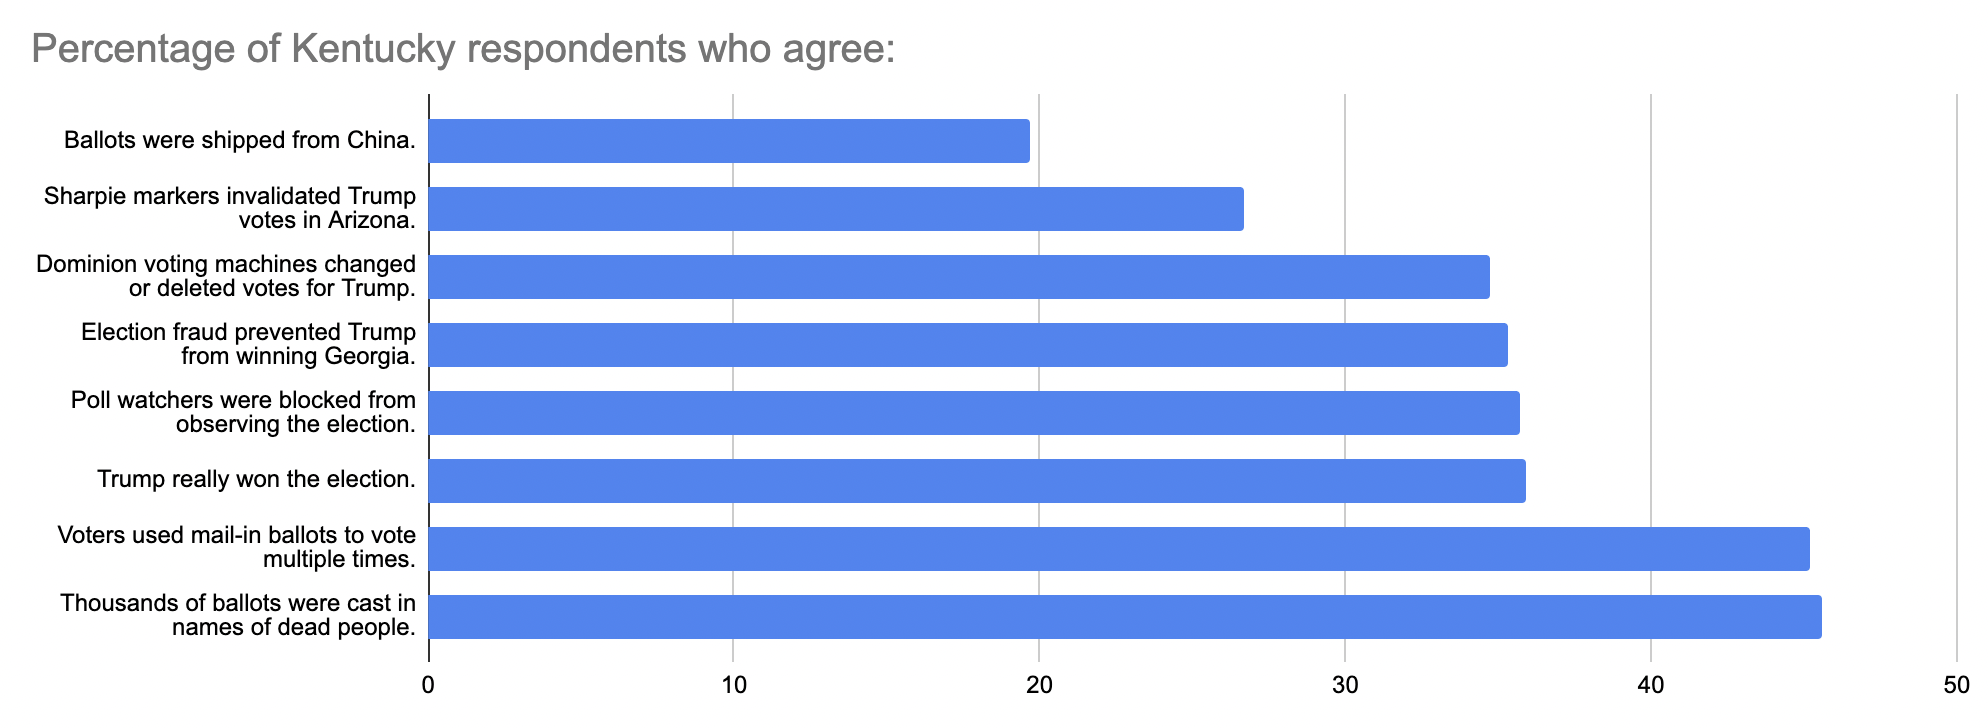 Percentage of Kentucky respondents who agree:
Ballots were shipped from China.
Sharpie markers invalidated Trump
votes in Arizona.
Dominion voting machines changed
or deleted votes for Trump.
Election fraud prevented Trump
from winning Georgia.
Poll watchers were blocked from
observing the election.
Trump really won the election.
Voters used mail-in ballots to vote
multiple times.
Thousands of ballots were cast in
names of dead people.
0 10 20 30 40 50